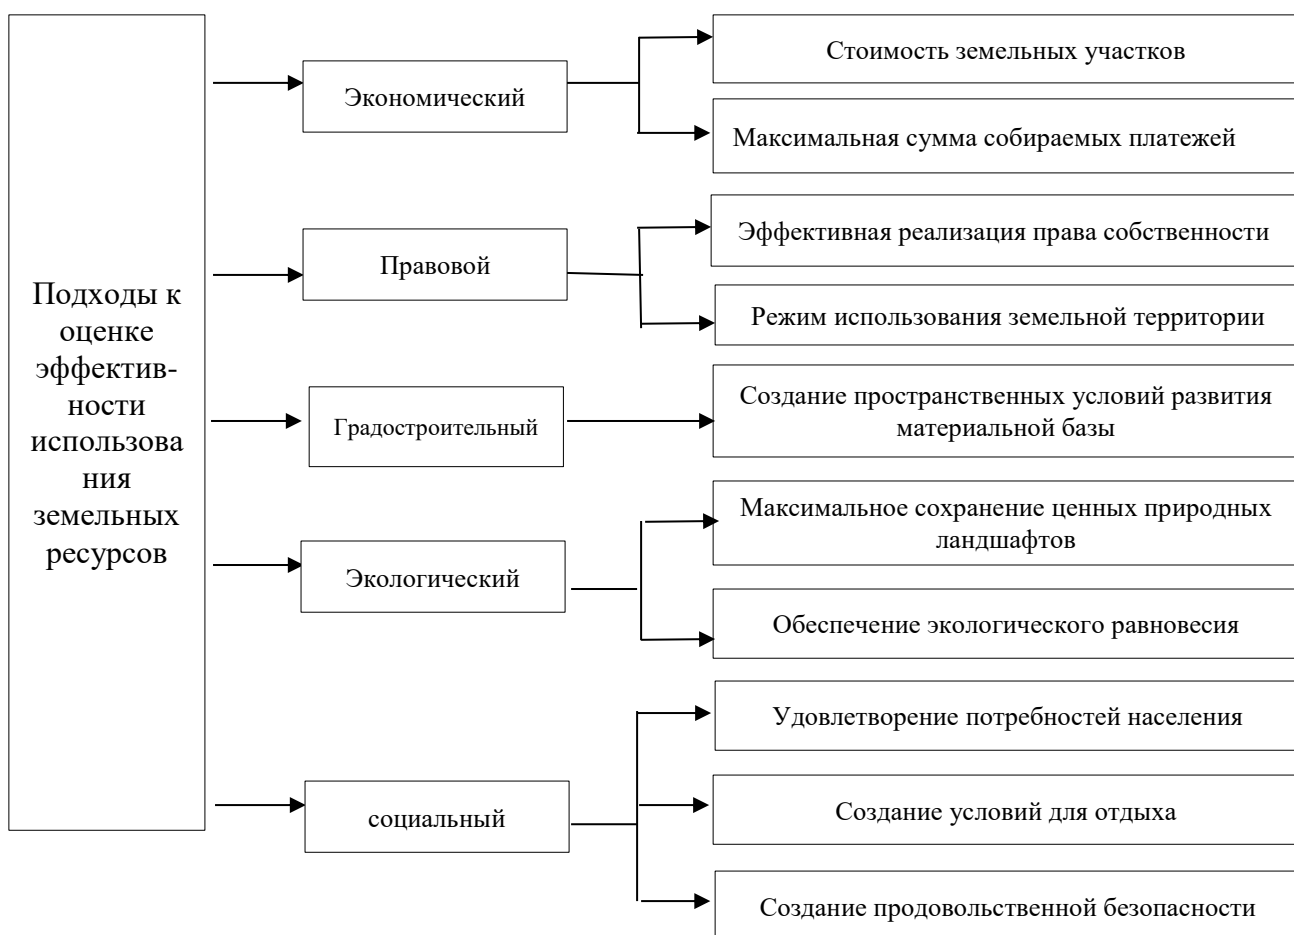 Подходы к
оценке
эффектив-
ности
использова
ния
земельных
ресурсов
Экономический
Стоимость земельных участков
Максимальная сумма собираемых платежей
Правовой
Эффективная реализация права собственности
Режим использования земельной территории
Градостроительный
Создание пространственных условий развития
материальной базы
Экологический
Максимальное сохранение ценных природных
ландшафтов
Обеспечение экологического равновесия
социальный
Удовлетворение потребностей населения
Создание условий для отдыха
Создание продовольственной безопасности